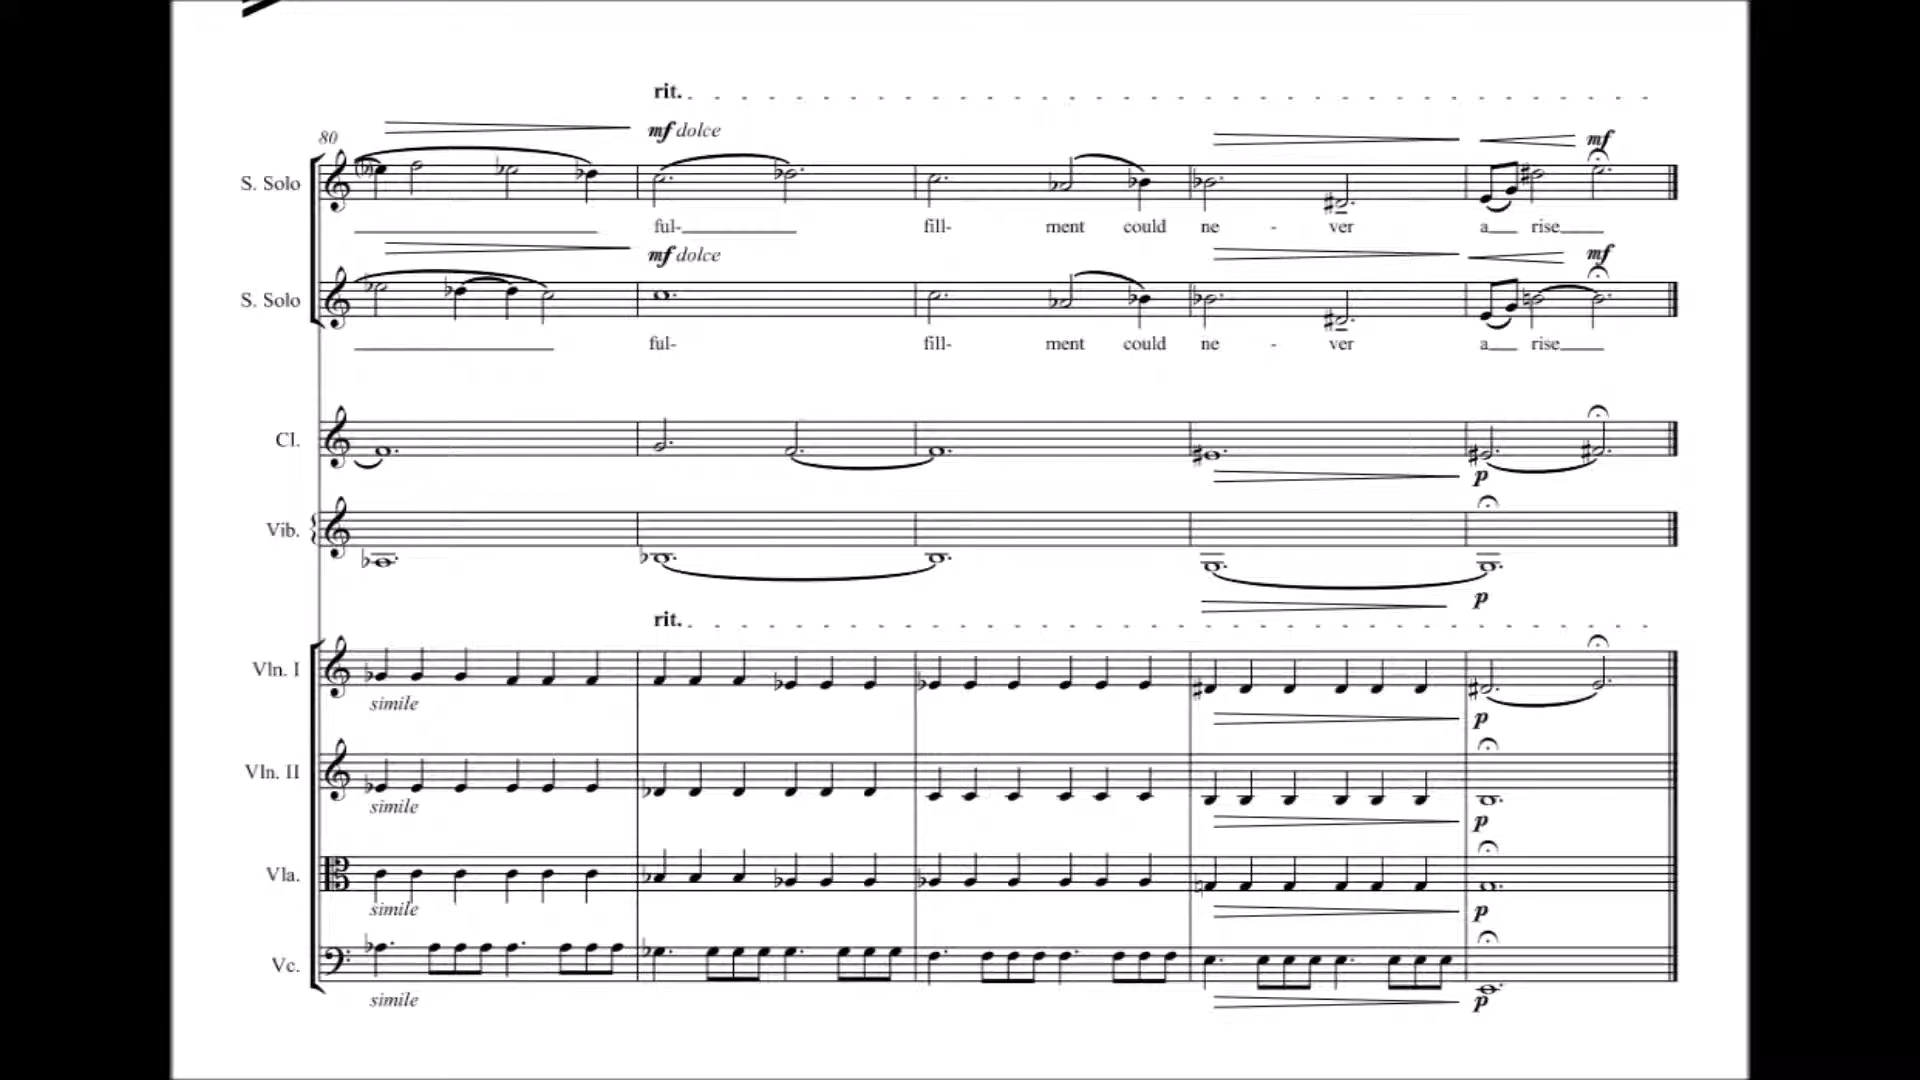 rit.
mf dolce
80
mf
S. Solo
ful- fill- ment could ne - ver a rise
mf dolce
mf
S. Solo
ful- fill- ment could ne - ver a rise
Cl.
p
Vib.
p
rit.
Vln. I
simile
p
Vln. II
simile
p
Vla.
simile
p
Vc.
simile
p